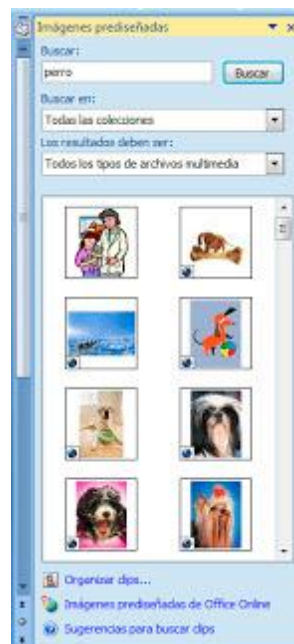 Imágenes prediseñadas
Buscar:
perro
Buscar
Buscar en:
Todas las colecciones
Los resultados deben ser:
Todos los tipos de archivos multimedia
Organizar clips...
Imágenes prediseñadas de Office Online
Sugerencias para buscar clips